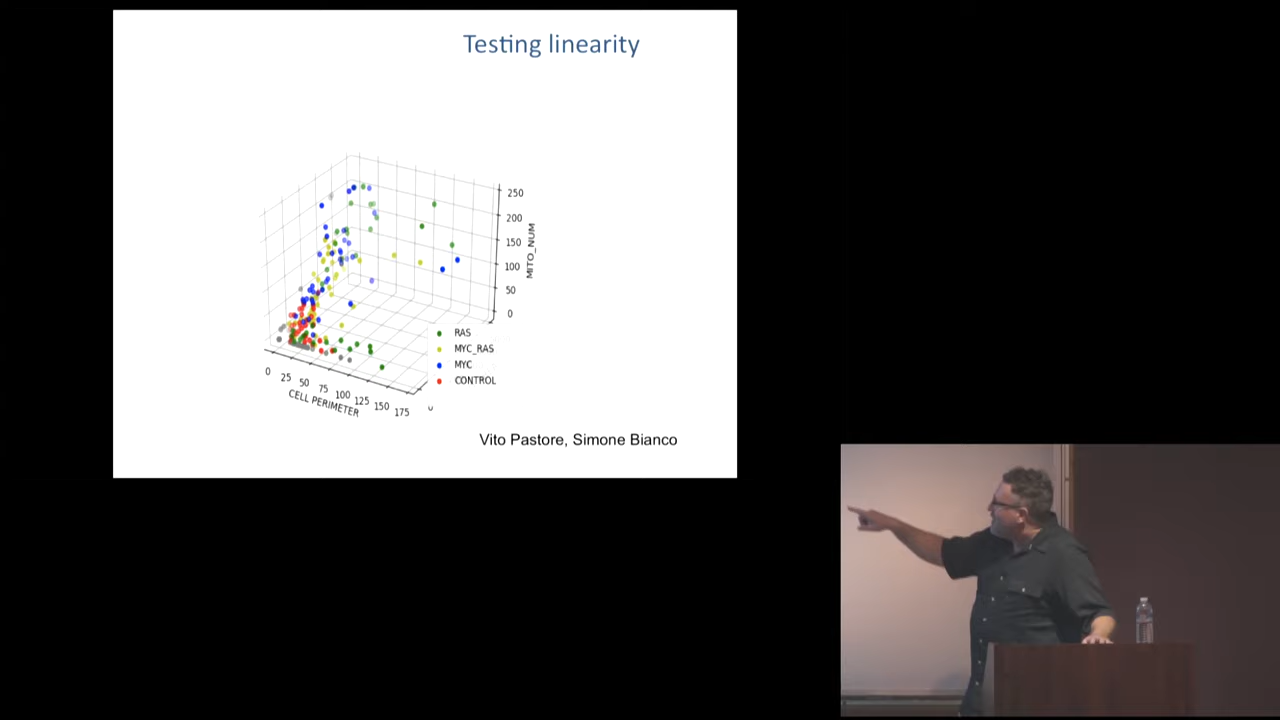 Testing linearity
250
200
150
100
50
0
MITO_NUM
RAS
MYC_RAS
MYC
CONTROL
0 25 50 75 100 125 150 175
CELL PERIMETER
0
Vito Pastore, Simone Bianco